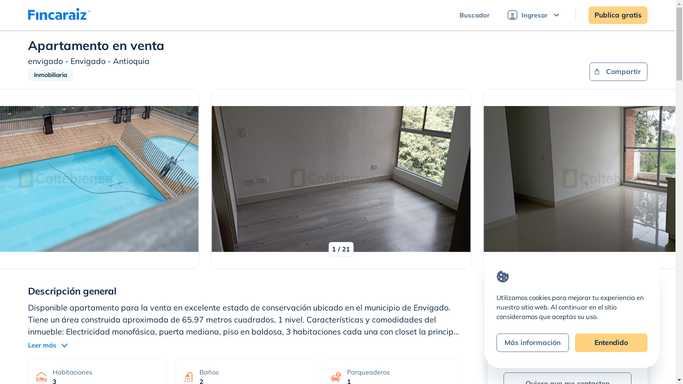 Fincaraiz
Buscador
Ingresar
Publica gratis
Apartamento en venta
envigado - Envigado - Antioquia
Inmobiliaria
Compartir
Coltebienes
1 / 21
Descripción general
Disponible apartamento para la venta en excelente estado de conservación ubicado en el municipio de Envigado.
Tiene un área construida aproximada de 65.97 metros cuadrados, 1 nivel. Características y comodidades del
inmueble: Electricidad monofásica, puerta mediana, piso en baldosa, 3 habitaciones cada una con closet la princip...
Leer más
Habitaciones
3
Baños
2
Parqueaderos
1
Utilizamos cookies para mejorar tu experiencia en
nuestro sitio web. Al continuar en el sitio
consideramos que aceptas su uso.
Más información
Entendido
Quiero que me contacten